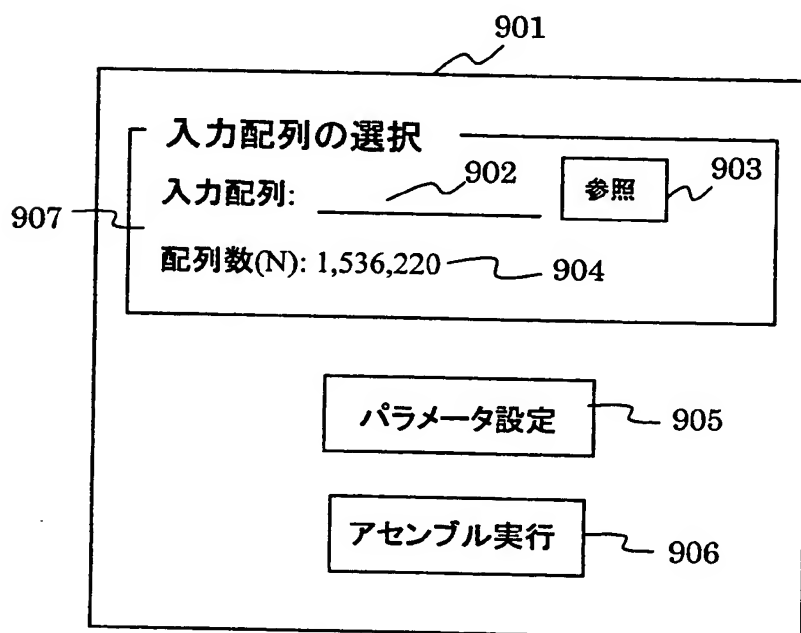 901
入力配列の選択
入力配列: 902 参照 903
907
配列数(N): 1,536,220 904
パラメータ設定 905
アセンブル実行 906